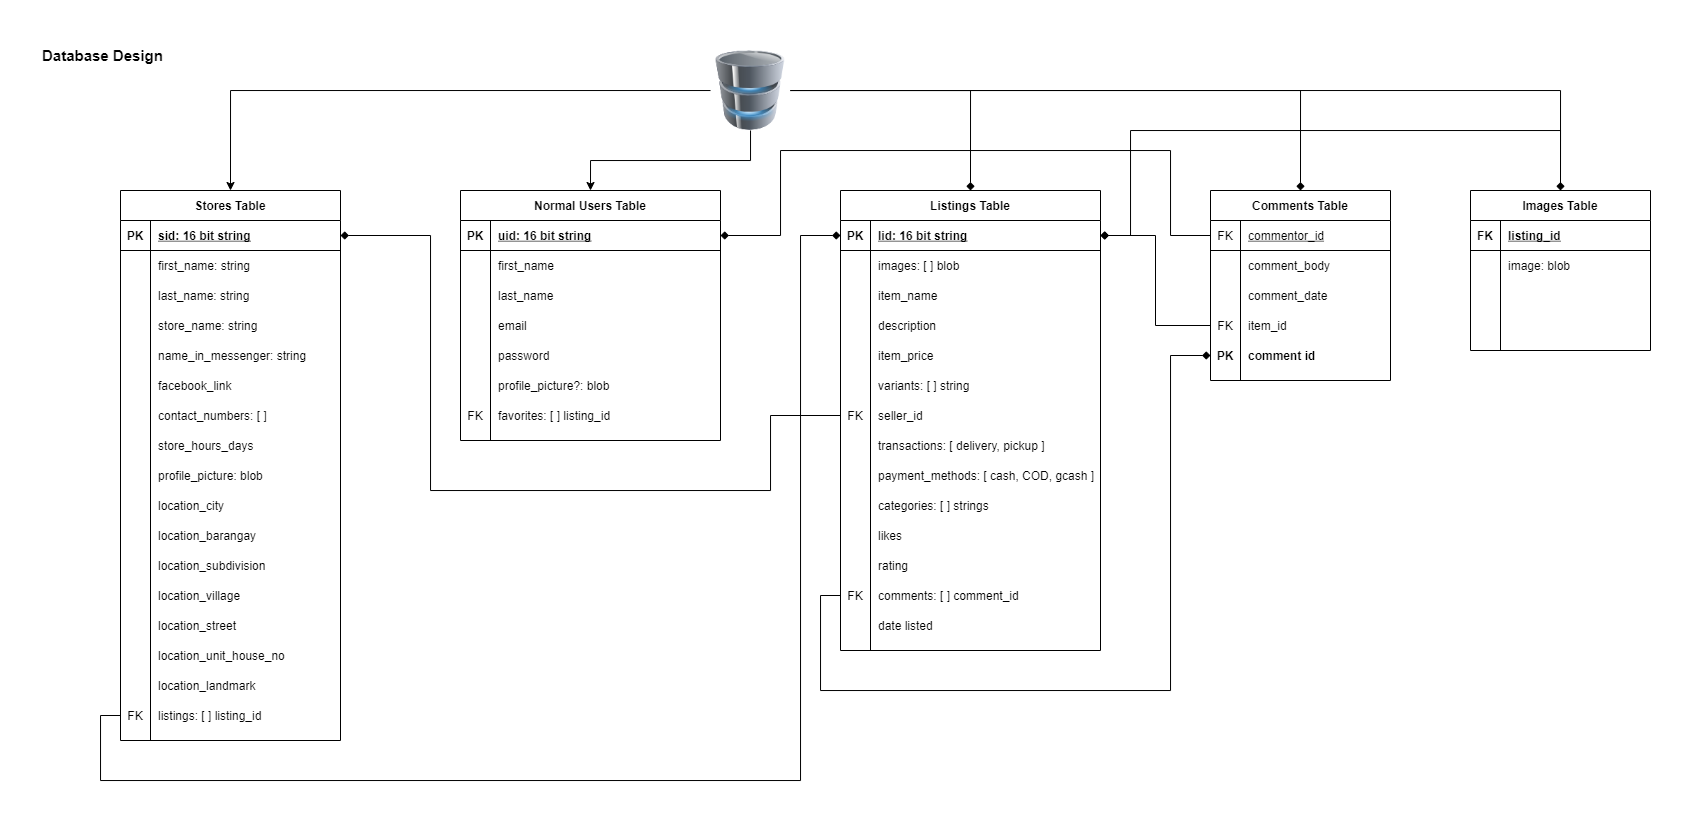 Database Design
Stores Table
PK sid: 16 bit string
first_name: string
last_name: string
store_name: string
name_in_messenger: string
facebook_link
contact_numbers: [ ]
store_hours_days
profile_picture: blob
location_city
location_barangay
location_subdivision
location_village
location_street
location_unit_house_no
location_landmark
FK listings: [ ] listing_id
Normal Users Table
PK uid: 16 bit string
first_name
last_name
email
password
profile_picture?: blob
FK favorites: [ ] listing_id
Listings Table
PK lid: 16 bit string
images: [ ] blob
item_name
description
item_price
variants: [ ] string
FK seller_id
transactions: [ delivery, pickup ]
payment_methods: [ cash, COD, gcash ]
categories: [ ] strings
likes
rating
FK comments: [ ] comment_id
date listed
Comments Table
FK commentor_id
comment_body
comment_date
FK item_id
PK comment id
Images Table
FK listing_id
image: blob